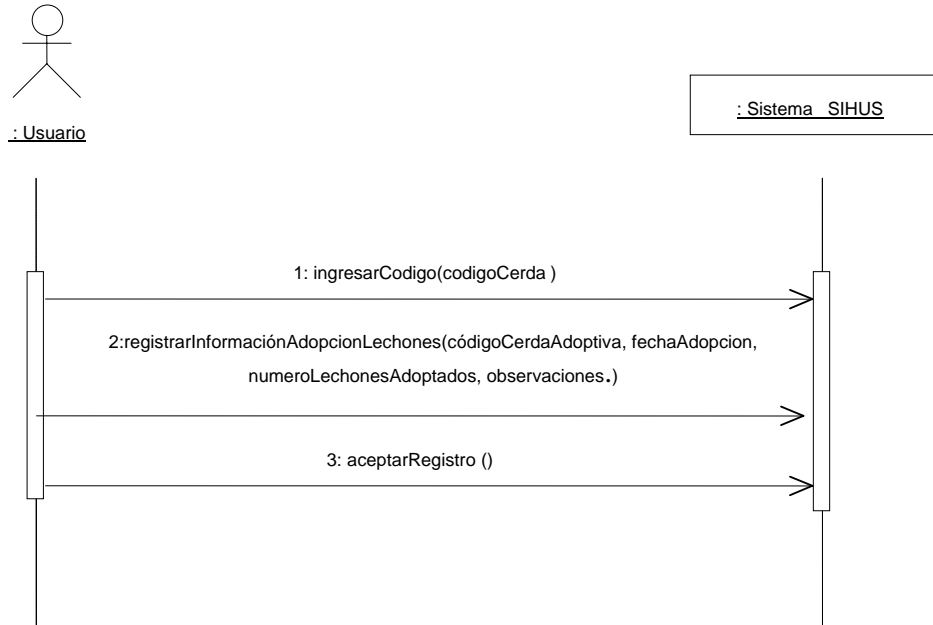 : Usuario
: Sistema SIHUS
1: ingresarCodigo(codigoCerda )
2:registrarInformaciónAdopcionLechones(códigoCerdaAdoptiva, fechaAdopcion,
numeroLechonesAdoptados, observaciones.)
3: aceptarRegistro ()